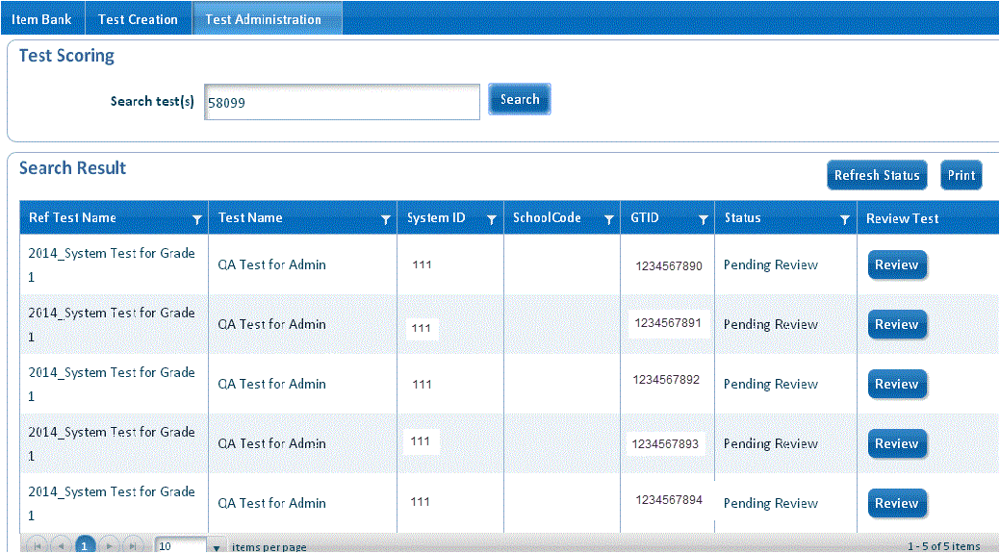 Item Bank Test Creation Test Administration
Test Scoring
Search test(s) 58099 Search
Search Result
Refresh Status Print
Ref Test Name Test Name System ID SchoolCode GTID Status Review Test
2014_System Test for Grade
1 QA Test for Admin 111 1234567890 Pending Review Review
2014_System Test for Grade
1 QA Test for Admin 111 1234567891 Pending Review Review
2014_System Test for Grade
1 QA Test for Admin 111 1234567892 Pending Review Review
2014_System Test for Grade
1 QA Test for Admin 111 1234567893 Pending Review Review
2014_System Test for Grade
1 QA Test for Admin 111 1234567894 Pending Review Review
1 10 items per page 1 - 5 of 5 items